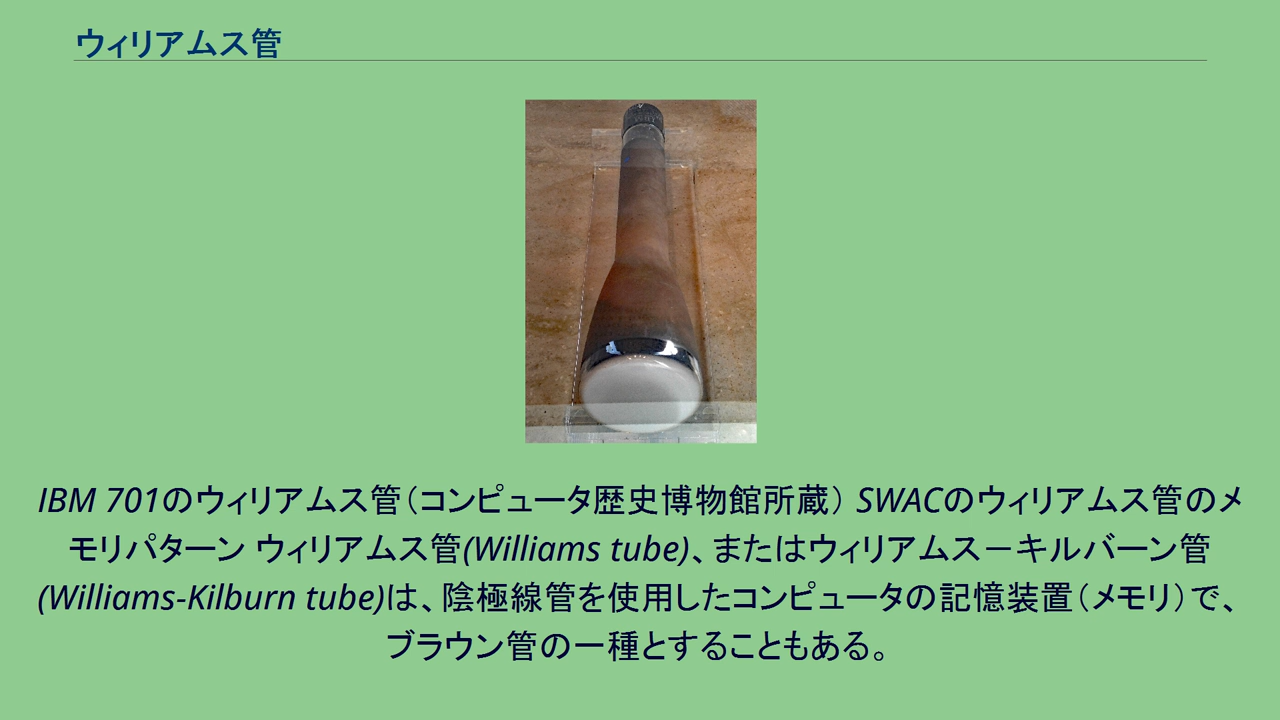 ウィリアムス管
IBM 701のウィリアムス管（コンピュータ歴史博物館所蔵） SWACのウィリアムス管のメ
モリパターン ウィリアムス管(Williams tube)、またはウィリアムス－キルバーン管
(Williams-Kilburn tube)は、陰極線管を使用したコンピュータの記憶装置（メモリ）で、
ブラウン管の一種とすることもある。